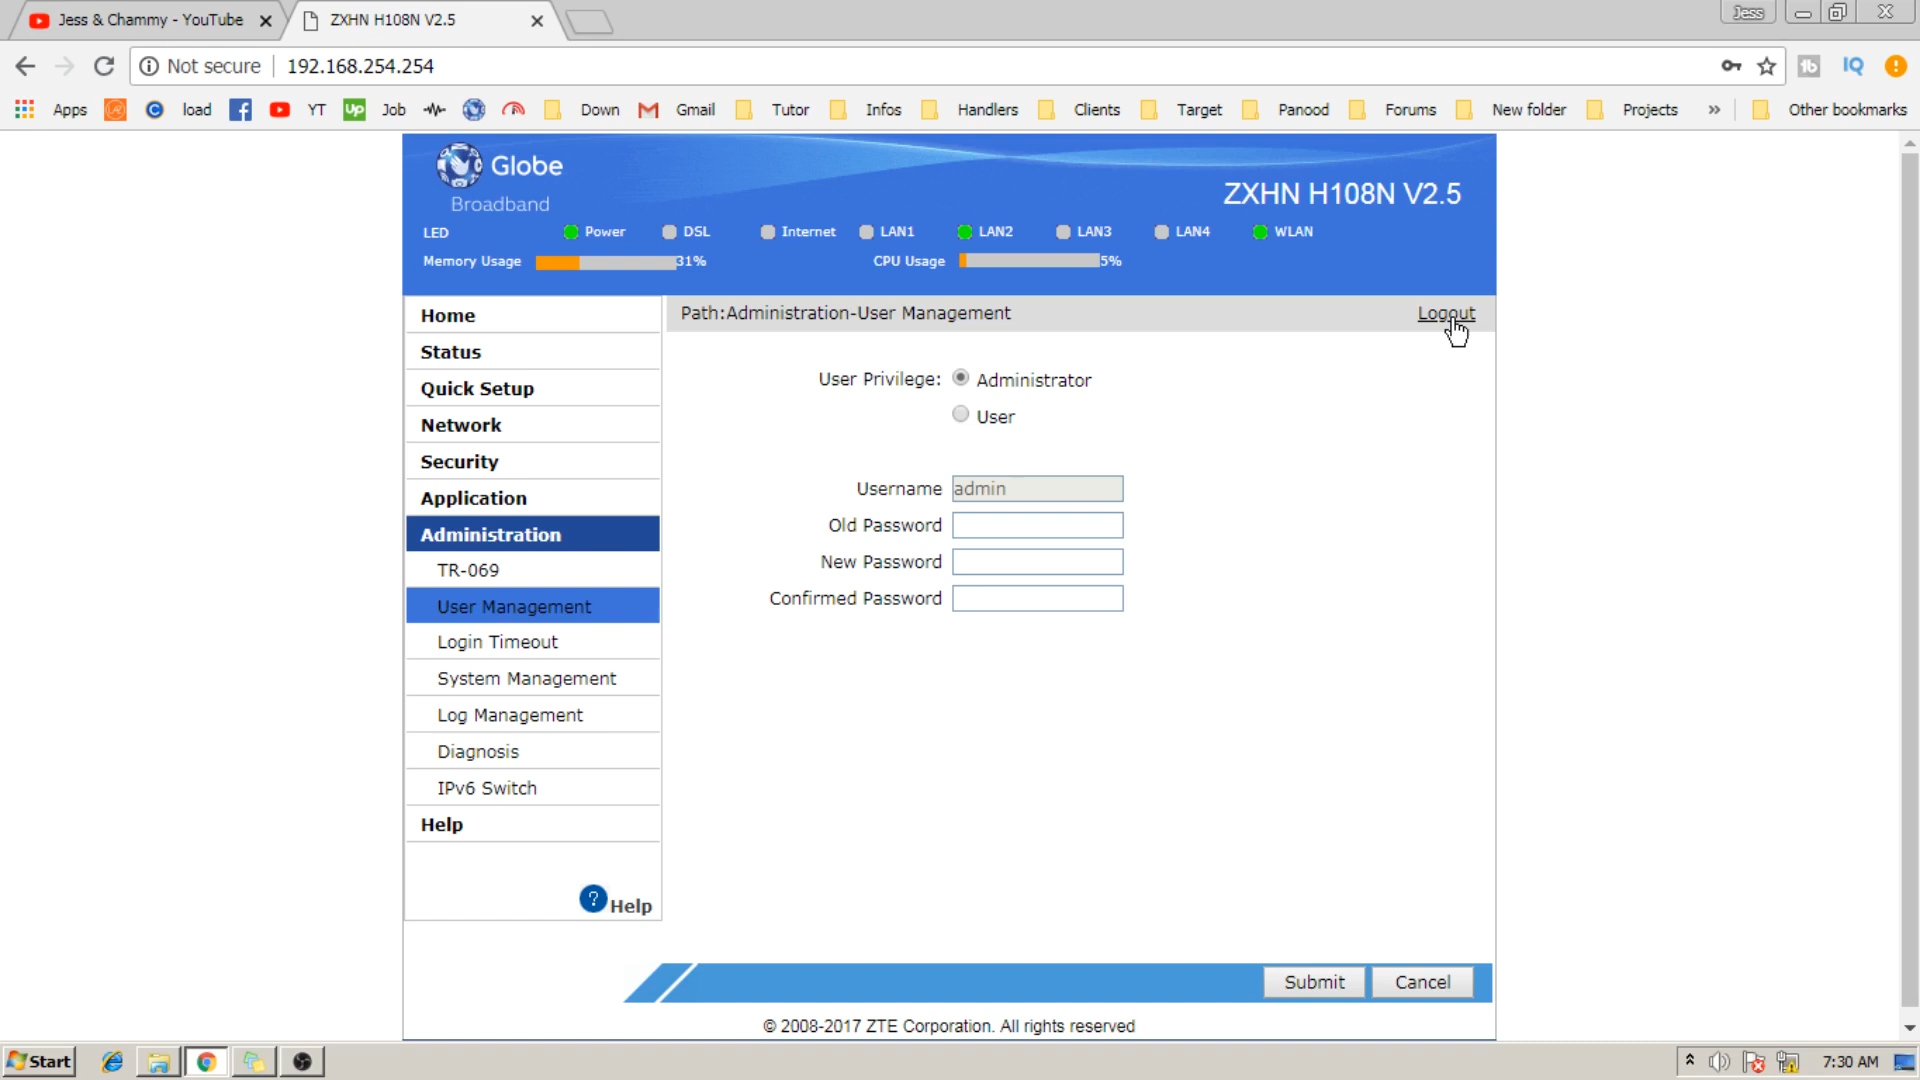 Jess & Chammy - YouTube
ZXHN H108N V2.5
Jess
Not secure
192.168.254.254
Apps
load
YT
Up
Job
Down
Gmail
Tutor
Infos
Handlers
Clients
Target
Panood
Forums
New folder
Projects
»
Other bookmarks
IQ
Globe
Broadband
ZXHN H108N V2.5
LED
Power
DSL
Internet
LAN1
LAN2
LAN3
LAN4
WLAN
Memory Usage
31%
CPU Usage
5%
Path:Administration-User Management
Logout
Home
Status
Quick Setup
Network
Security
Application
Administration
TR-069
User Management
Login Timeout
System Management
Log Management
Diagnosis
IPv6 Switch
Help
? Help
User Privilege:
Administrator
User
Username
admin
Old Password
New Password
Confirmed Password
Submit
Cancel
© 2008-2017 ZTE Corporation. All rights reserved
Start
7:30 AM